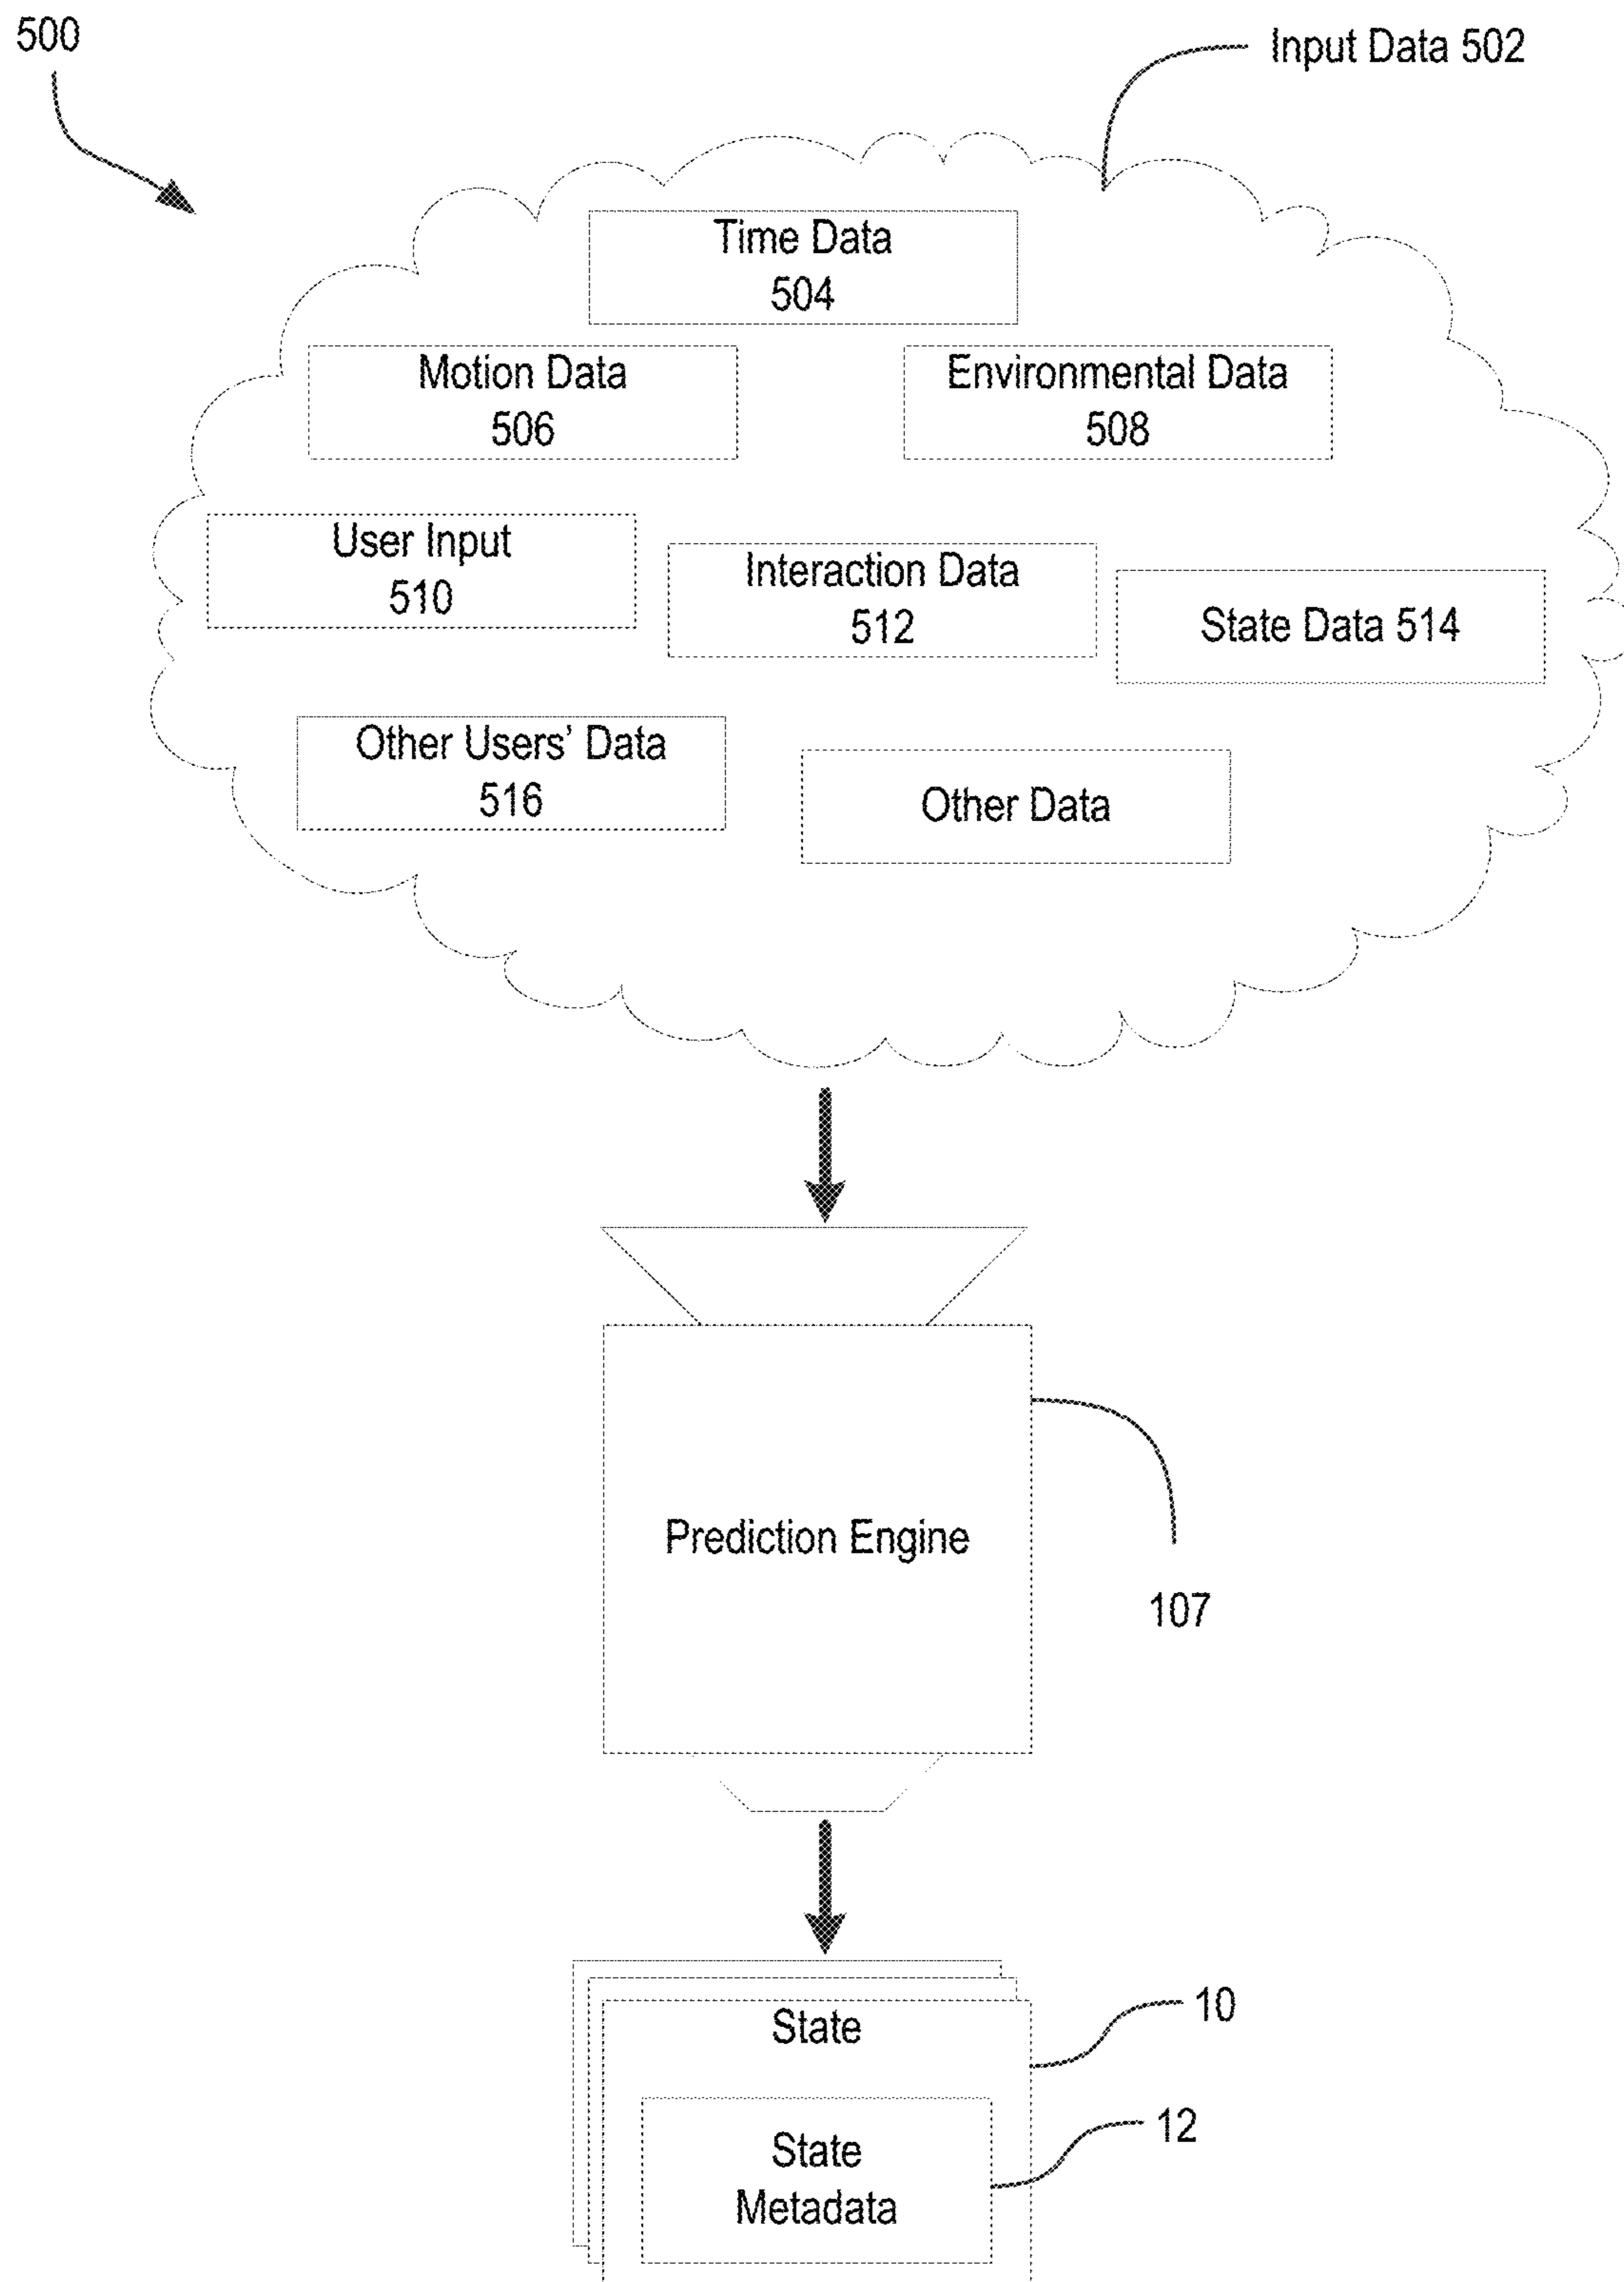 500
Input Data 502
Time Data
504
Motion Data
506
Environmental Data
508
User Input
510
Interaction Data
512
State Data 514
Other Users’ Data
516
Other Data
Prediction Engine
107
State
10
State
Metadata
12